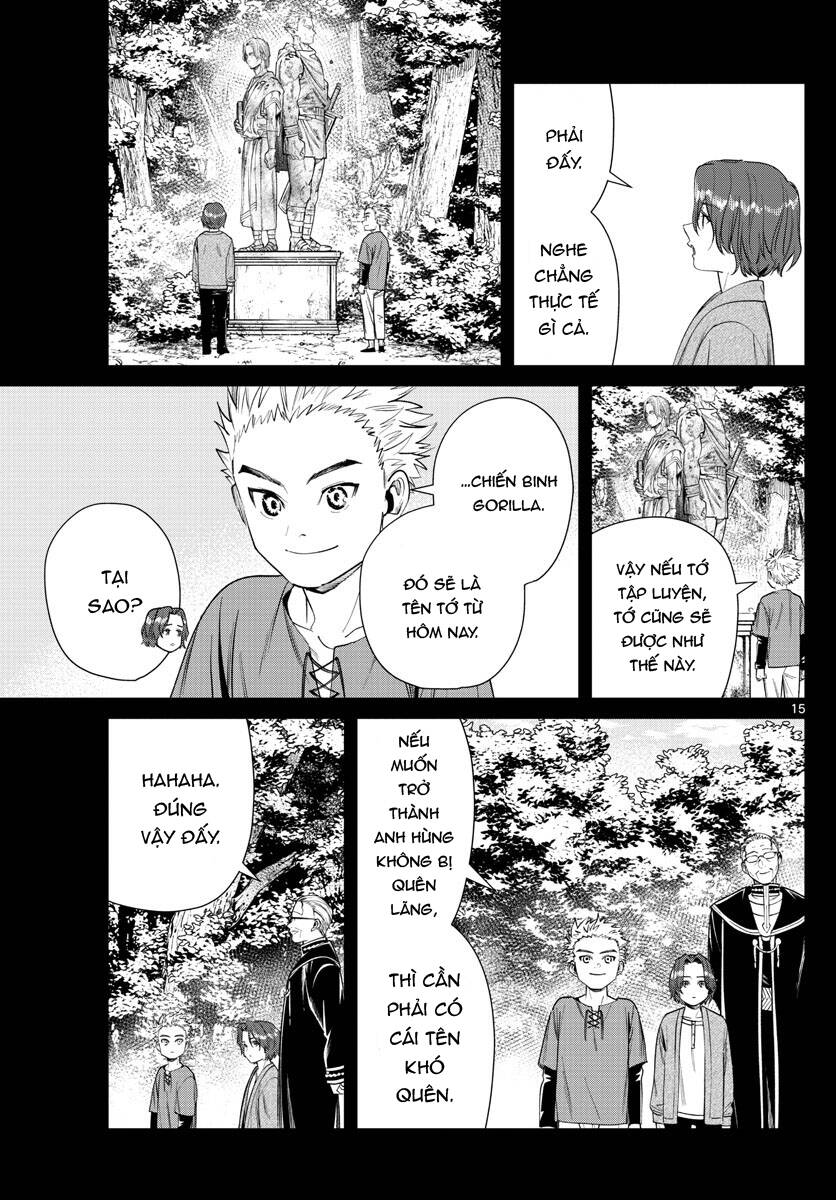 PHẢI
ĐẤY.
NGHE
CHẲNG
THỰC TẾ
GÌ CẢ.
VẬY NẾU TỚ
TẬP LUYỆN,
TỚ CŨNG SẼ
ĐƯỢC NHƯ
THẾ NÀY.
...CHIẾN BINH
GORILLA.
ĐÓ SẼ LÀ
TÊN TỚ TỪ
HÔM NAY.
TẠI
SAO?
15
NẾU
MUỐN
TRỞ
THÀNH
ANH HÙNG
KHÔNG BỊ
QUÊN
LÃNG,
THÌ CẦN
PHẢI CÓ
CÁI TÊN
KHÓ
QUÊN.
HAHAHA.
ĐÚNG
VẬY ĐẤY.